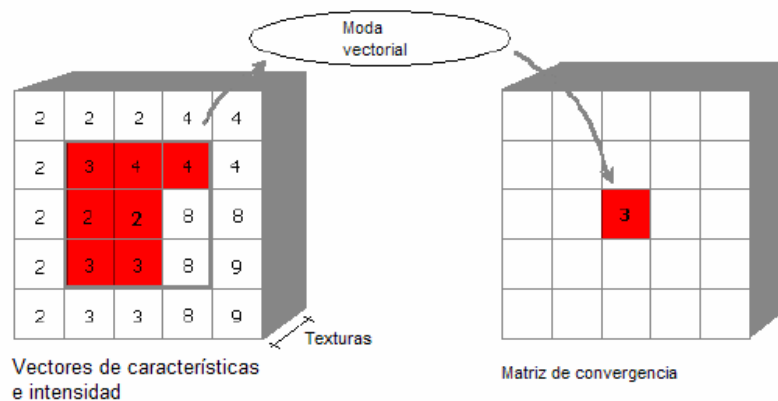 Moda
vectorial
2 2 2 4 4
2 3 4 4 4
2 2 2 8 8
3
2 3 3 8 9
2 3 3 8 9
Texturas
Vectores de características
e intensidad
Matriz de convergencia